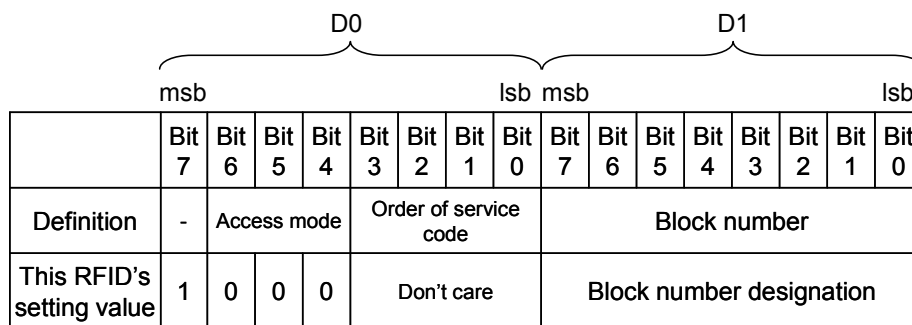 D0 D1
msb lsb msb lsb
Bit 7 Bit 6 Bit 5 Bit 4 Bit 3 Bit 2 Bit 1 Bit 0 Bit 7 Bit 6 Bit 5 Bit 4 Bit 3 Bit 2 Bit 1 Bit 0
Definition - Access mode Order of service code Block number
This RFID's setting value 1 0 0 0 Don't care Block number designation